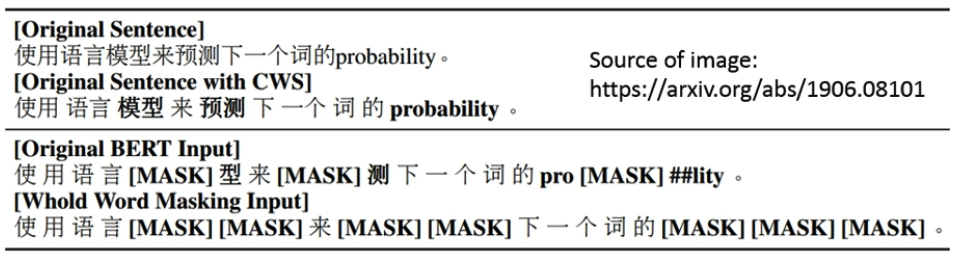 [Original Sentence]
使用语言模型来预测下一个词的probability。
[Original Sentence with CWS]
使用 语言 模型 来 预测 下 一个 词 的 probability 。
Source of image:
https://arxiv.org/abs/1906.08101
[Original BERT Input]
使 用 语 言 [MASK] 型 来 [MASK] 测 下 一 个 词 的 pro [MASK] ##lity 。
[Whold Word Masking Input]
使 用 语 言 [MASK] [MASK] 来 [MASK] [MASK] 下 一 个 词 的 [MASK] [MASK] [MASK] 。